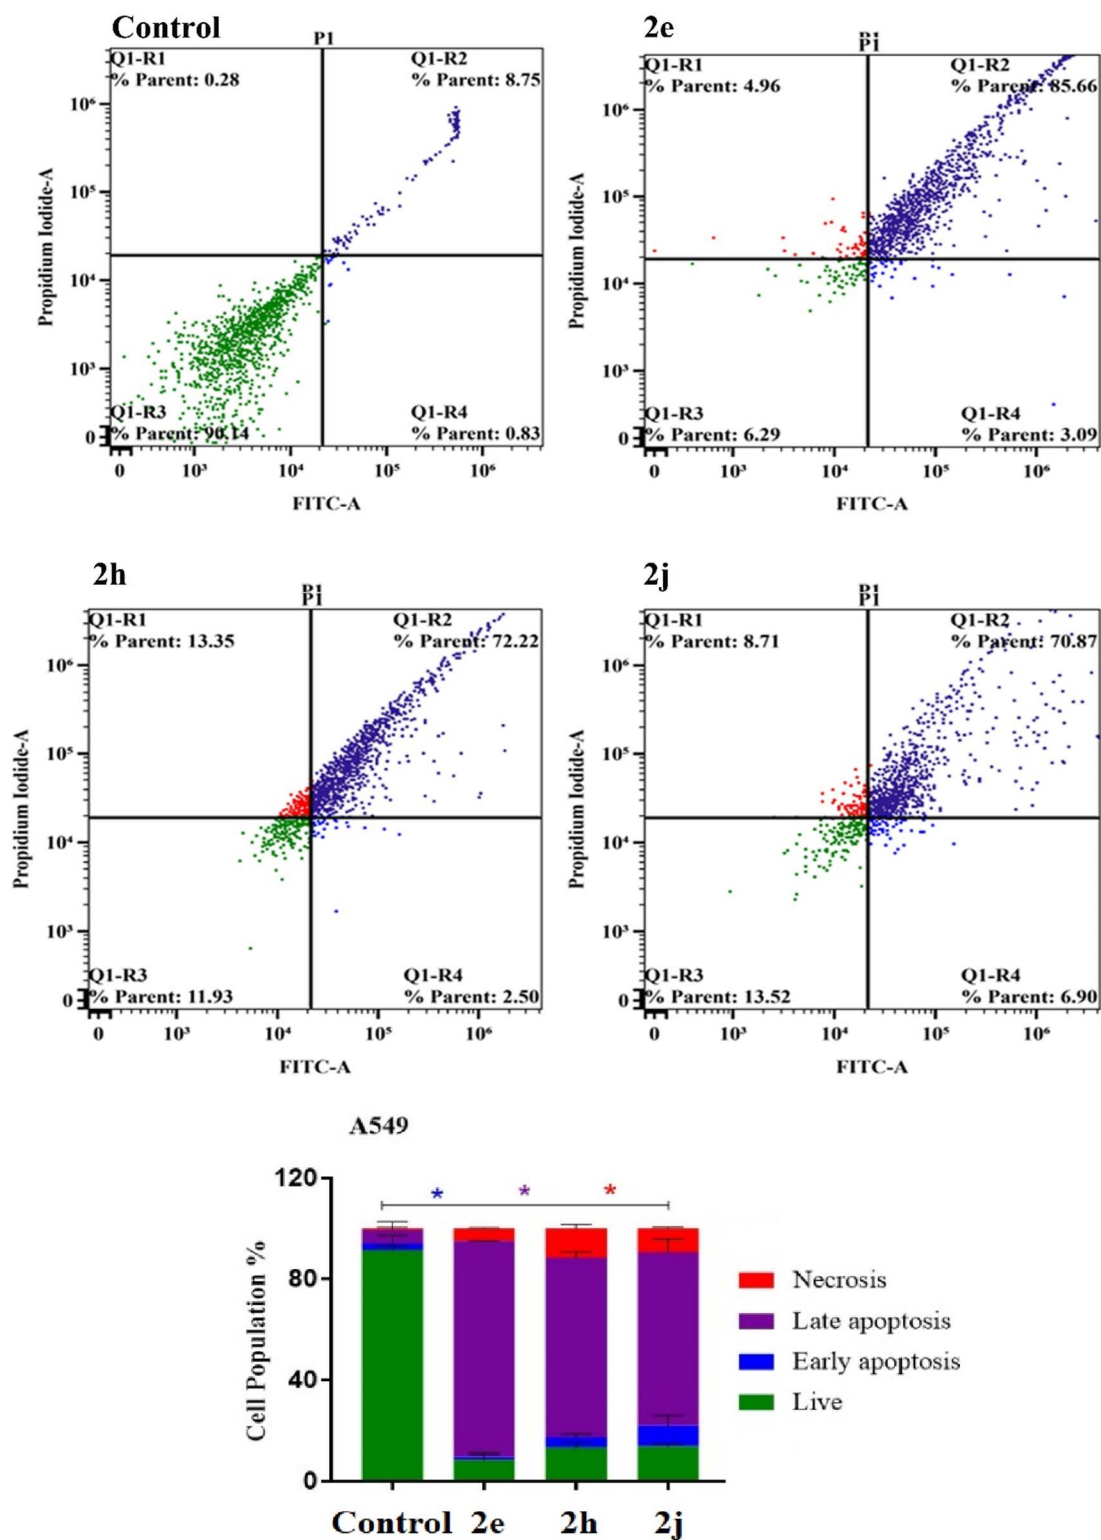 Control
P1
Q1-R1
% Parent: 0.28
Q1-R2
% Parent: 8.75
10⁶
10⁵
10⁴
10³
0
Propidium Iodide-A
Q1-R3
% Parent: 90.14
Q1-R4
% Parent: 0.83
0 10³ 10⁴ 10⁵ 10⁶
FITC-A
2e
P1
P1
Q1-R1
% Parent: 4.96
Q1-R2
% Parent: 85.66
10⁶
10⁵
10⁴
10³
0
Propidium Iodide-A
Q1-R3
% Parent: 6.29
Q1-R4
% Parent: 3.09
0 10³ 10⁴ 10⁵ 10⁶
FITC-A
2h
P1
P1
Q1-R1
% Parent: 13.35
Q1-R2
% Parent: 72.22
10⁶
10⁵
10⁴
10³
0
Propidium Iodide-A
Q1-R3
% Parent: 11.93
Q1-R4
% Parent: 2.50
0 10³ 10⁴ 10⁵ 10⁶
FITC-A
2j
P1
P1
Q1-R1
% Parent: 8.71
Q1-R2
% Parent: 70.87
10⁶
10⁵
10⁴
10³
0
Propidium Iodide-A
Q1-R3
% Parent: 13.52
Q1-R4
% Parent: 6.90
0 10³ 10⁴ 10⁵ 10⁶
FITC-A
A549
120
80
40
0
Cell Population %
* * *
Necrosis
Late apoptosis
Early apoptosis
Live
Control 2e 2h 2j